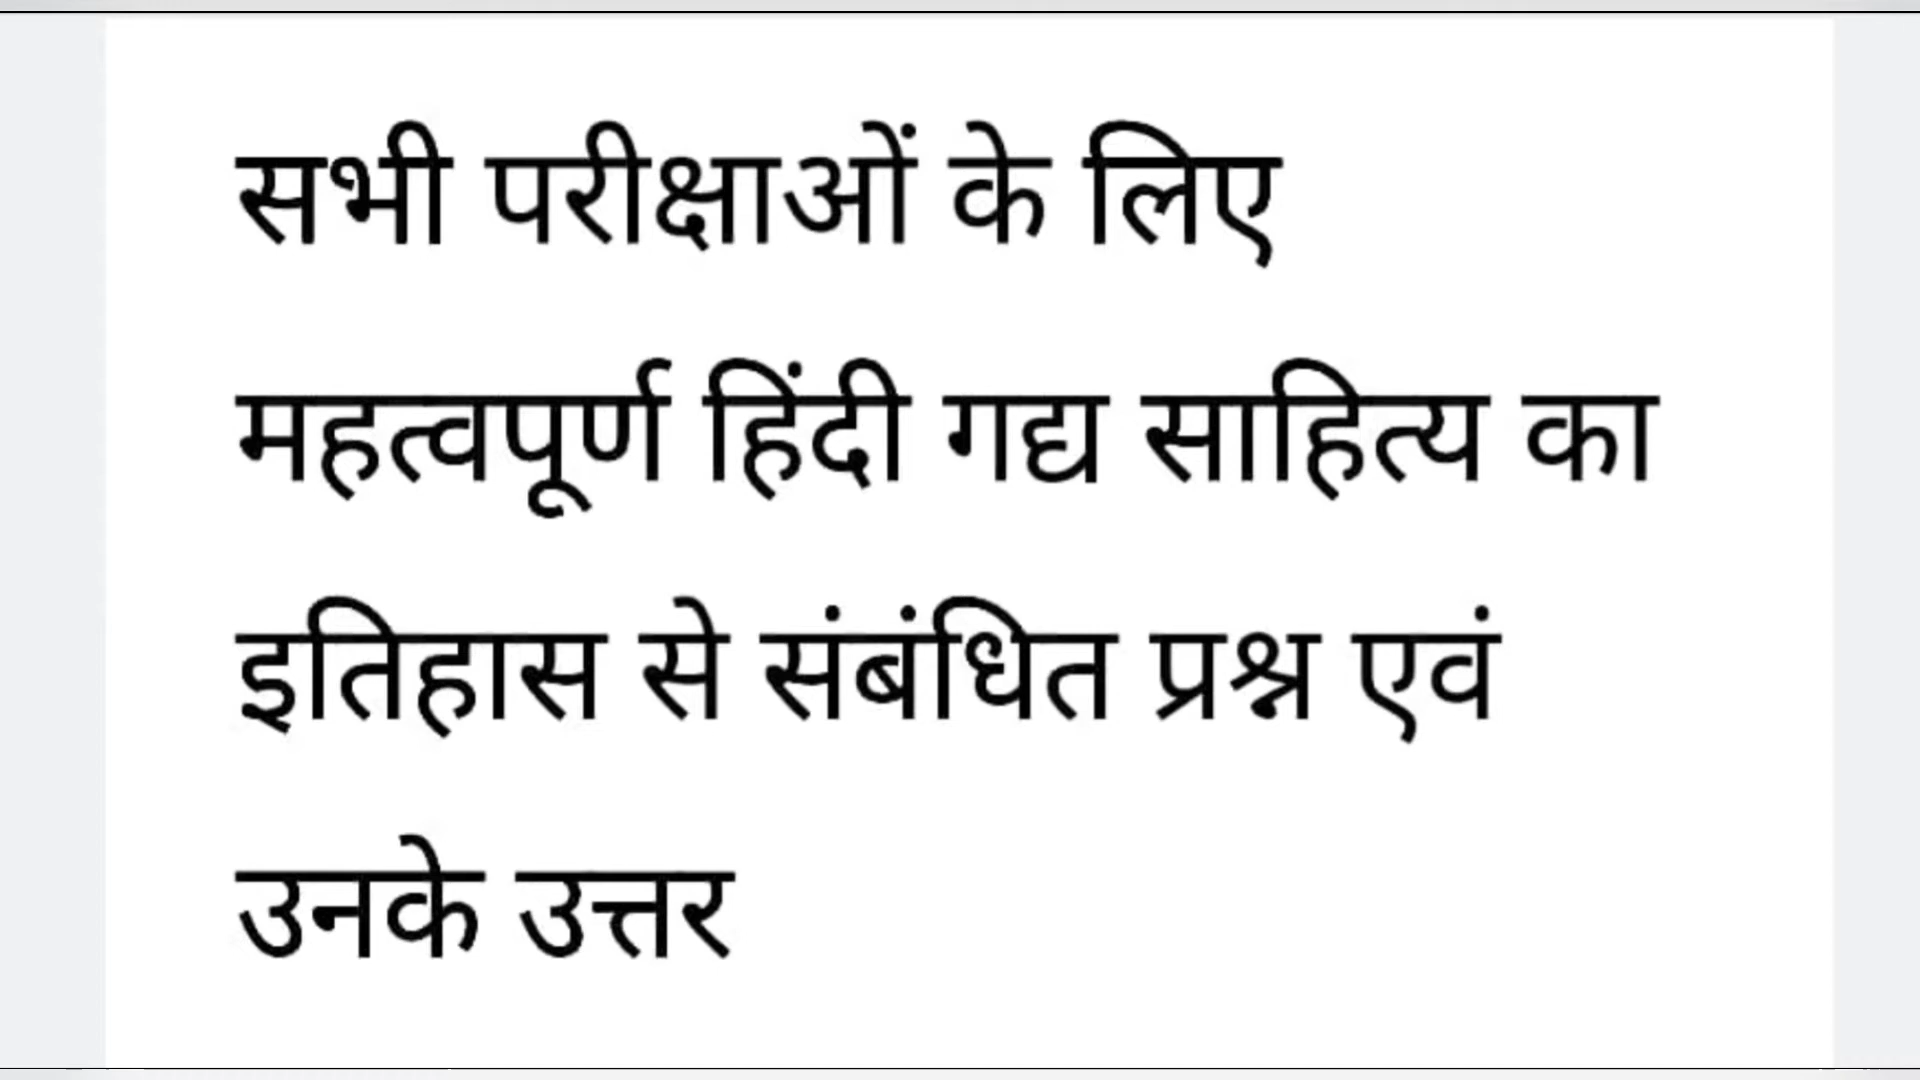 सभी परीक्षाओं के लिए
महत्वपूर्ण हिंदी गद्य साहित्य का
इतिहास से संबंधित प्रश्न एवं
उनके उत्तर